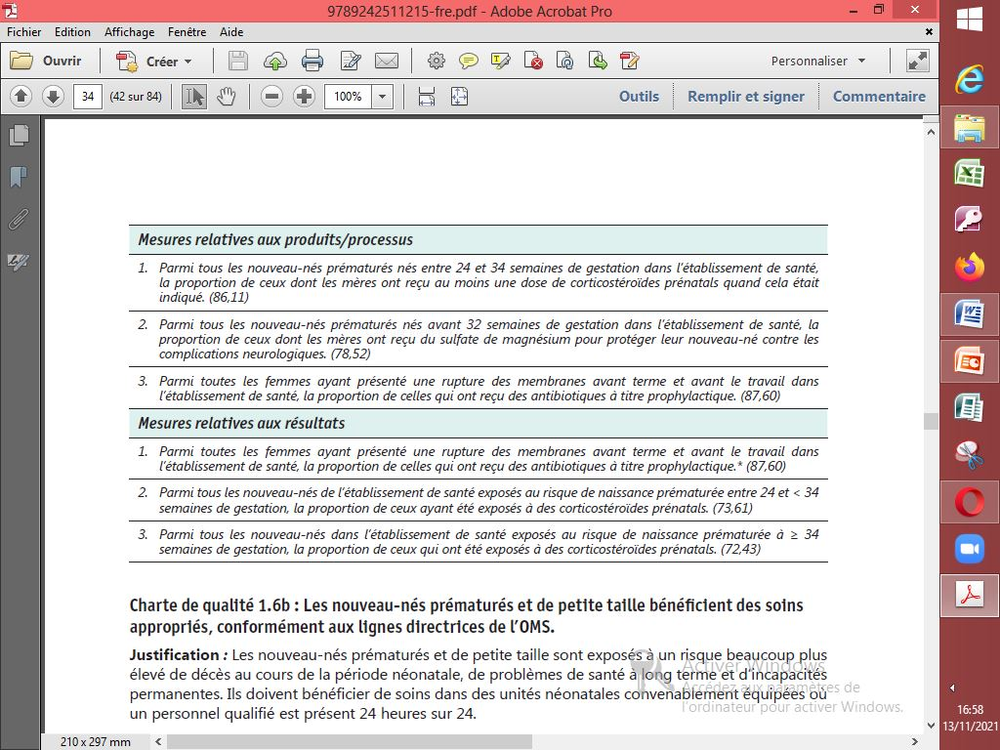 9789242511215-fre.pdf - Adobe Acrobat Pro
Fichier Edition Affichage Fenêtre Aide
Ouvrir Créer Personnaliser
34 (42 sur 84) 100% Outils Remplir et signer Commentaire
Mesures relatives aux produits/processus
1. Parmi tous les nouveau-nés prématurés nés entre 24 et 34 semaines de gestation dans l'établissement de santé,
la proportion de ceux dont les mères ont reçu au moins une dose de corticostéroïdes prénatals quand cela était
indiqué. (86,11)
2. Parmi tous les nouveau-nés prématurés nés avant 32 semaines de gestation dans l'établissement de santé, la
proportion de ceux dont les mères ont reçu du sulfate de magnésium pour protéger leur nouveau-né contre les
complications neurologiques. (78,52)
3. Parmi toutes les femmes ayant présenté une rupture des membranes avant terme et avant le travail dans
l'établissement de santé, la proportion de celles qui ont reçu des antibiotiques à titre prophylactique. (87,60)
Mesures relatives aux résultats
1. Parmi toutes les femmes ayant présenté une rupture des membranes avant terme et avant le travail dans
l'établissement de santé, la proportion de celles qui ont reçu des antibiotiques à titre prophylactique.* (87,60)
2. Parmi tous les nouveau-nés de l'établissement de santé exposés au risque de naissance prématurée entre 24 et < 34
semaines de gestation, la proportion de ceux ayant été exposés à des corticostéroïdes prénatals. (73,61)
3. Parmi tous les nouveau-nés dans l'établissement de santé exposés au risque de naissance prématurée à ≥ 34
semaines de gestation, la proportion de ceux qui ont été exposés à des corticostéroïdes prénatals. (72,43)
Charte de qualité 1.6b : Les nouveau-nés prématurés et de petite taille bénéficient des soins
appropriés, conformément aux lignes directrices de l'OMS.
Justification : Les nouveau-nés prématurés et de petite taille sont exposés à un risque beaucoup plus
élevé de décès au cours de la période néonatale, de problèmes de santé à long terme et d'incapacités
permanentes. Ils doivent bénéficier de soins dans des unités néonatales convenablement équipées où
un personnel qualifié est présent 24 heures sur 24.
Activer Windows
Accédez aux paramètres de
l'ordinateur pour activer Windows.
210 x 297 mm
16:58
13/11/2021